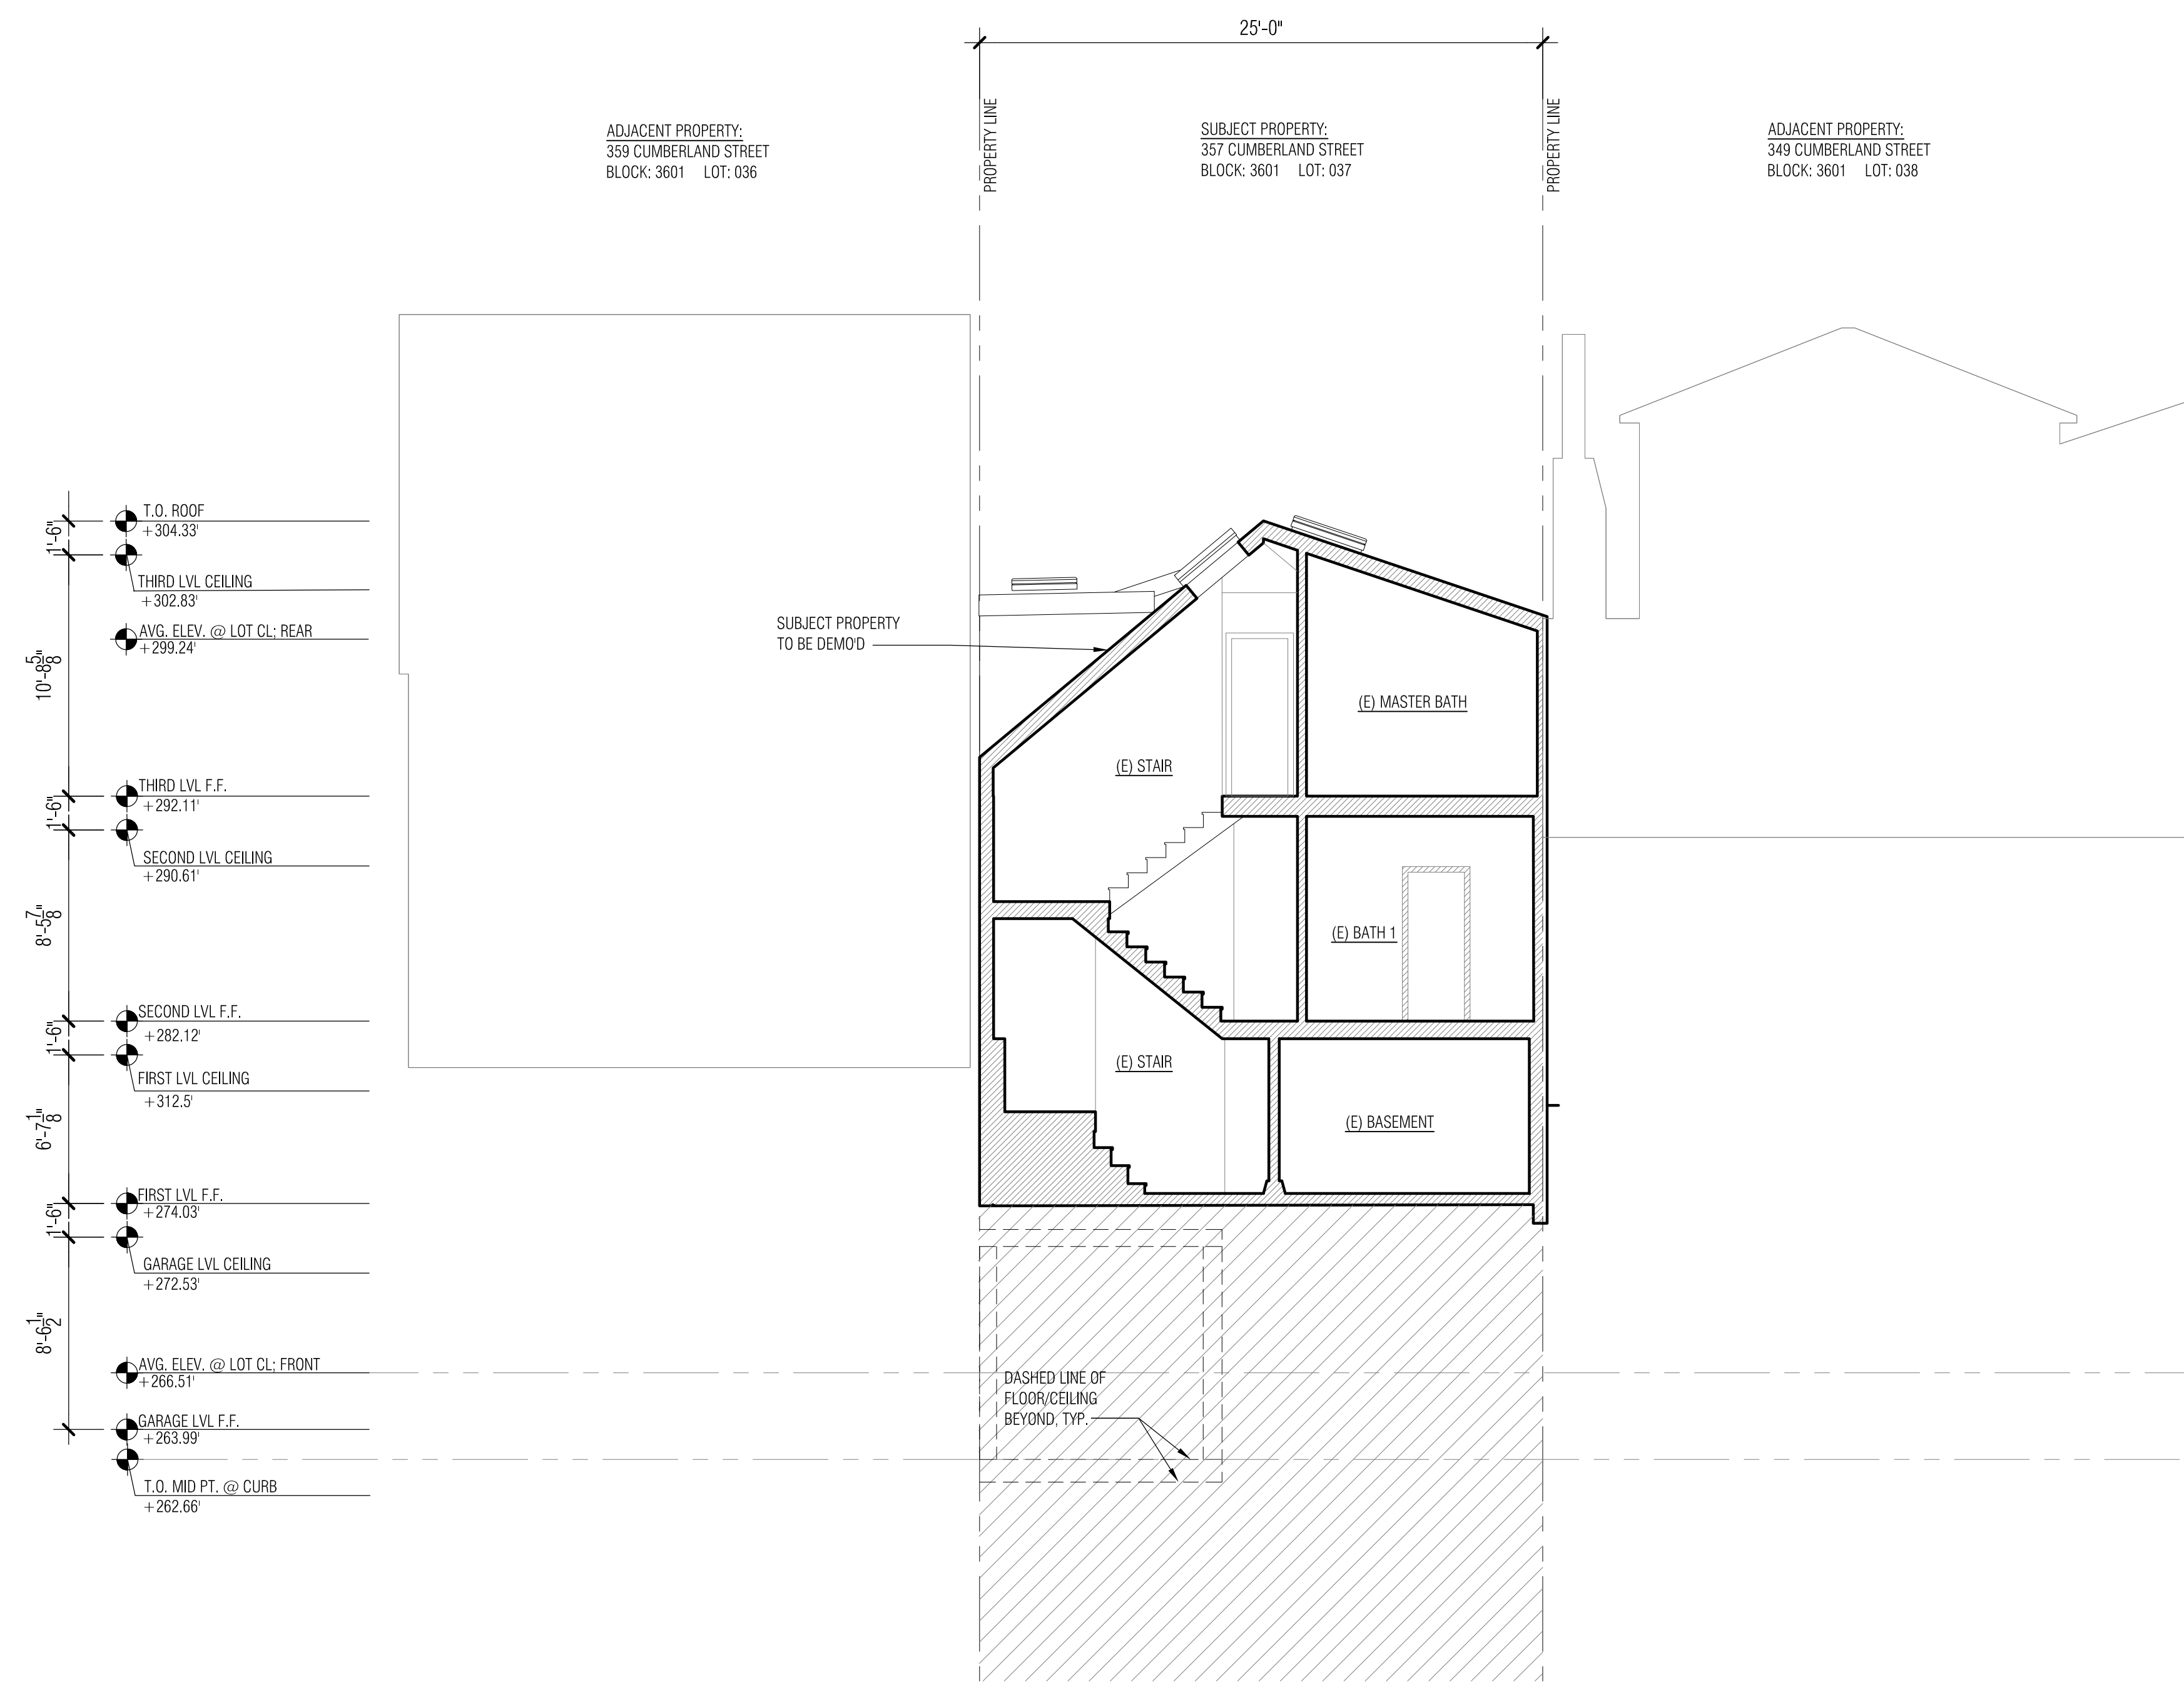 25'-0"
PROPERTY LINE
PROPERTY LINE
ADJACENT PROPERTY:
359 CUMBERLAND STREET
BLOCK: 3601 LOT: 036
SUBJECT PROPERTY:
357 CUMBERLAND STREET
BLOCK: 3601 LOT: 037
ADJACENT PROPERTY:
349 CUMBERLAND STREET
BLOCK: 3601 LOT: 038
T.O. ROOF
+304.33'
1'-6"
THIRD LVL CEILING
+302.83'
AVG. ELEV. @ LOT CL; REAR
+299.24'
10'-8 5/8"
SUBJECT PROPERTY
TO BE DEMO'D
(E) MASTER BATH
(E) STAIR
THIRD LVL F.F.
+292.11'
1'-6"
SECOND LVL CEILING
+290.61'
8'-5 7/8"
(E) BATH 1
SECOND LVL F.F.
+282.12'
1'-6"
FIRST LVL CEILING
+312.5'
(E) STAIR
6'-7 1/8"
(E) BASEMENT
FIRST LVL F.F.
+274.03'
1'-6"
GARAGE LVL CEILING
+272.53'
8'-6 1/2"
AVG. ELEV. @ LOT CL; FRONT
+266.51'
DASHED LINE OF
FLOOR/CEILING
BEYOND, TYP.
GARAGE LVL F.F.
+263.99'
T.O. MID PT. @ CURB
+262.66'